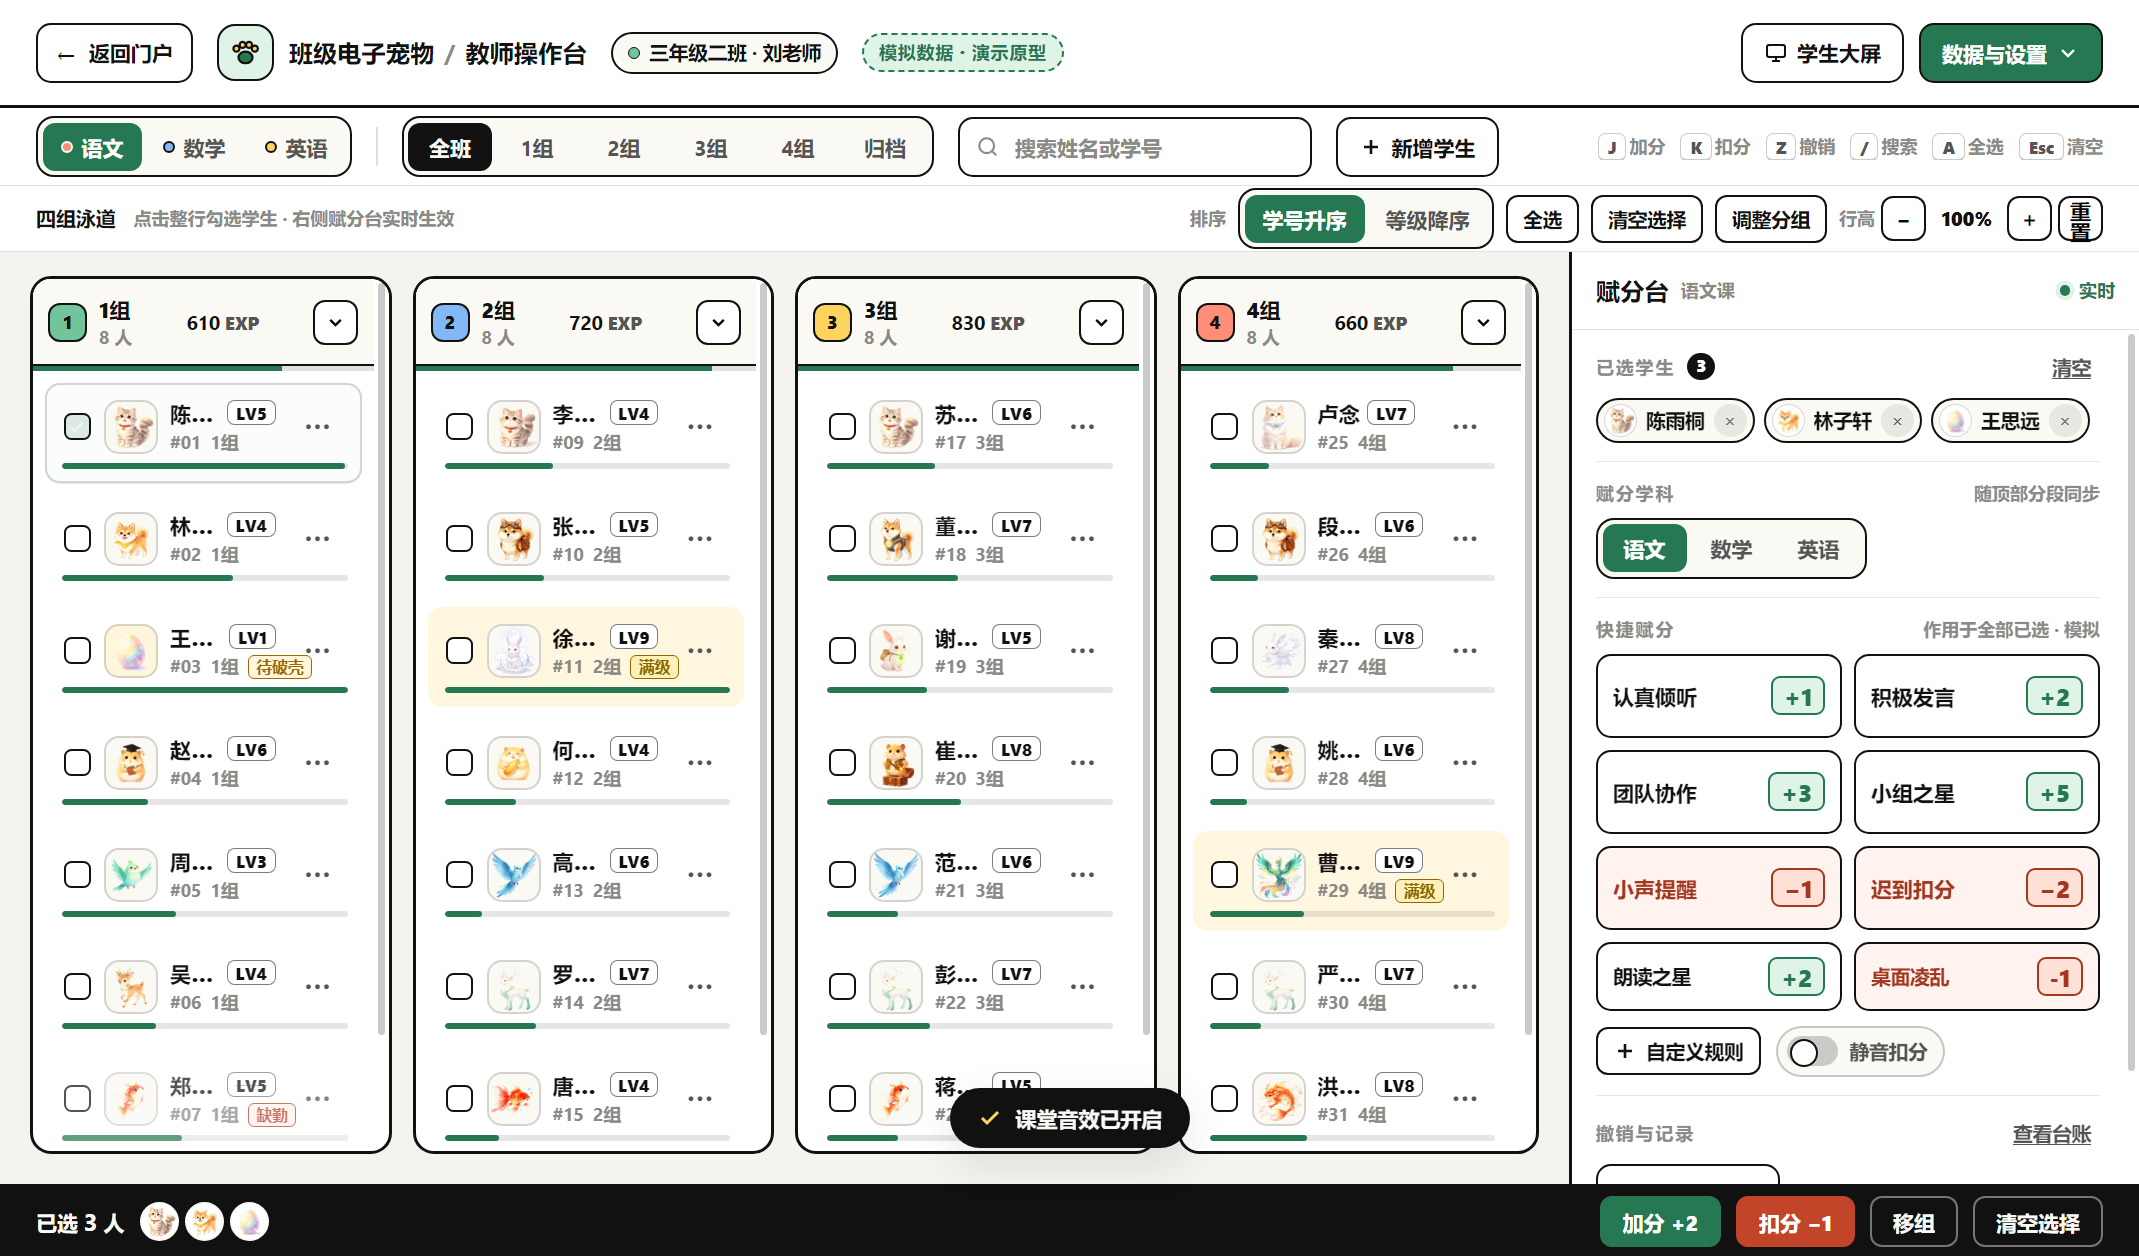 ← 返回门户
班级电子宠物 / 教师操作台
三年级二班 · 刘老师
模拟数据 · 演示原型
学生大屏
数据与设置
语文 数学 英语
全班 1组 2组 3组 4组 归档
搜索姓名或学号
+ 新增学生
J 加分 K 扣分 Z 撤销 / 搜索 A 全选 Esc 清空
四组泳道 点击整行勾选学生 · 右侧赋分台实时生效
排序 学号升序 等级降序 全选 清空选择 调整分组 行高 − 100% + 重置
1 1组 8 人 610 EXP
陈... LV5
#01 1组
林... LV4
#02 1组
王... LV1
#03 1组 待破壳
赵... LV6
#04 1组
周... LV3
#05 1组
吴... LV4
#06 1组
郑... LV5
#07 1组 缺勤
2 2组 8 人 720 EXP
李... LV4
#09 2组
张... LV5
#10 2组
徐... LV9
#11 2组 满级
何... LV4
#12 2组
高... LV6
#13 2组
罗... LV7
#14 2组
唐... LV4
#15 2组
3 3组 8 人 830 EXP
苏... LV6
#17 3组
董... LV7
#18 3组
谢... LV5
#19 3组
崔... LV8
#20 3组
范... LV6
#21 3组
彭... LV7
#22 3组
蒋... LV5
4 4组 8 人 660 EXP
卢念 LV7
#25 4组
段... LV6
#26 4组
秦... LV8
#27 4组
姚... LV6
#28 4组
曹... LV9
#29 4组 满级
严... LV7
#30 4组
洪... LV8
#31 4组
课堂音效已开启
赋分台 语文课 实时
已选学生 3 清空
陈雨桐 × 林子轩 × 王思远 ×
赋分学科 随顶部分段同步
语文 数学 英语
快捷赋分 作用于全部已选 · 模拟
认真倾听 +1 积极发言 +2
团队协作 +3 小组之星 +5
小声提醒 −1 迟到扣分 −2
朗读之星 +2 桌面凌乱 -1
+ 自定义规则 静音扣分
撤销与记录 查看台账
已选 3 人
加分 +2 扣分 −1 移组 清空选择